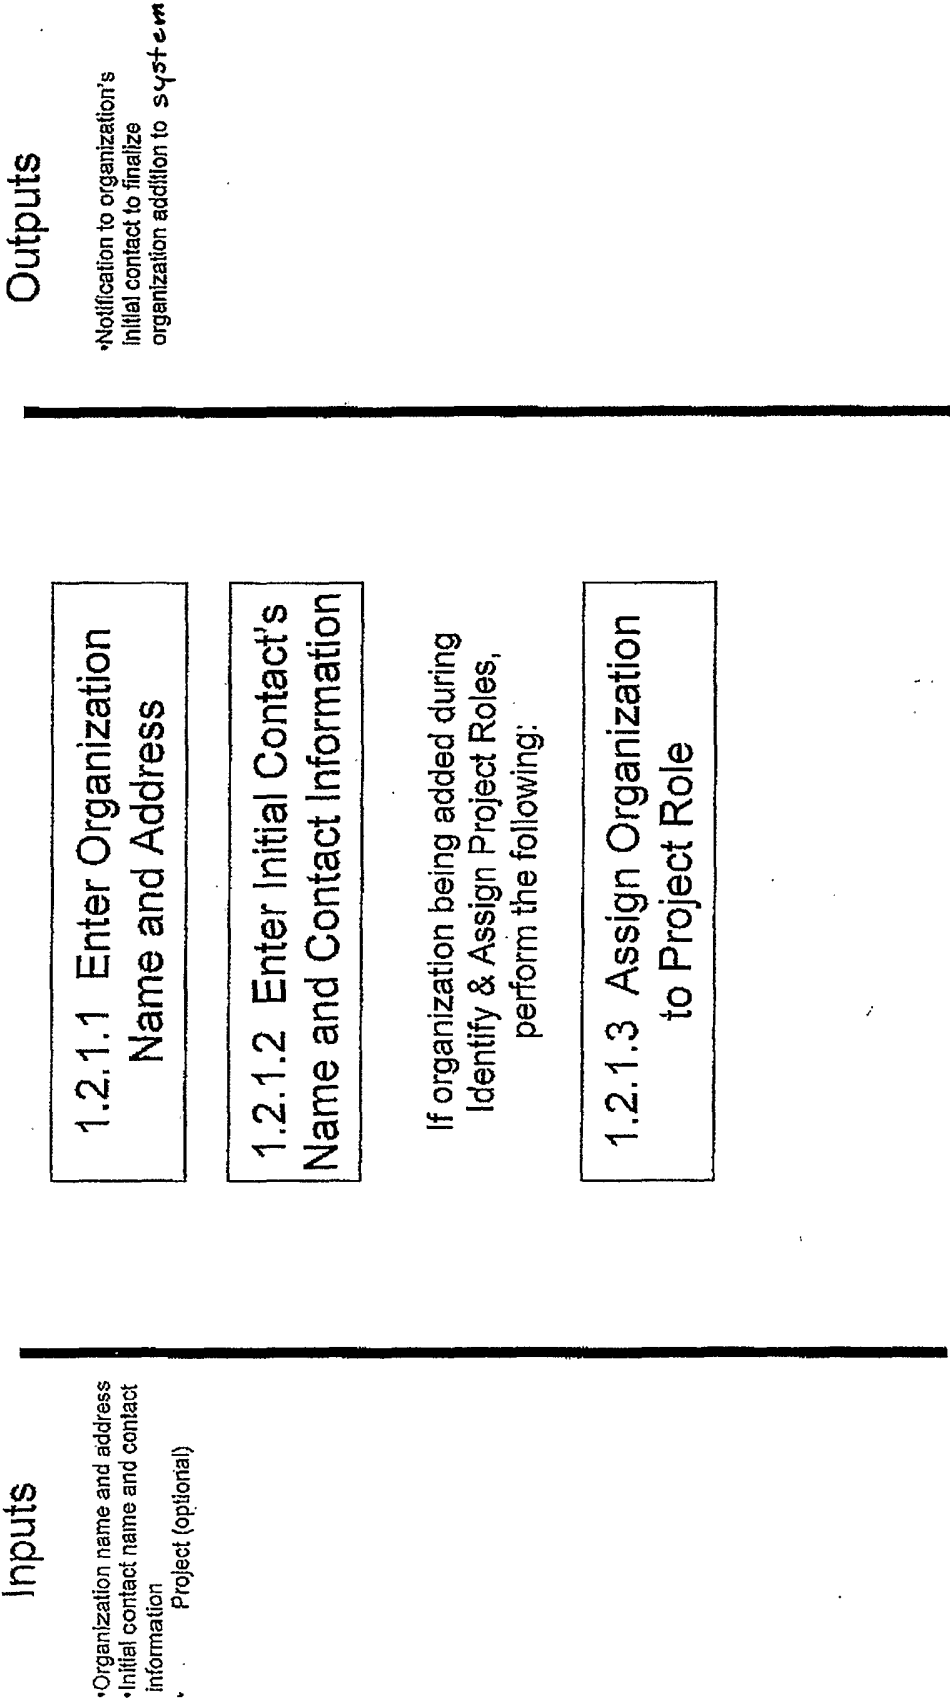 Inputs
•Organization name and address
•Initial contact name and contact
information
• Project (optional)
1.2.1.1 Enter Organization
Name and Address
1.2.1.2 Enter Initial Contact's
Name and Contact Information
If organization being added during
Identify & Assign Project Roles,
perform the following:
1.2.1.3 Assign Organization
to Project Role
Outputs
•Notification to organization's
initial contact to finalize
organization addition to system